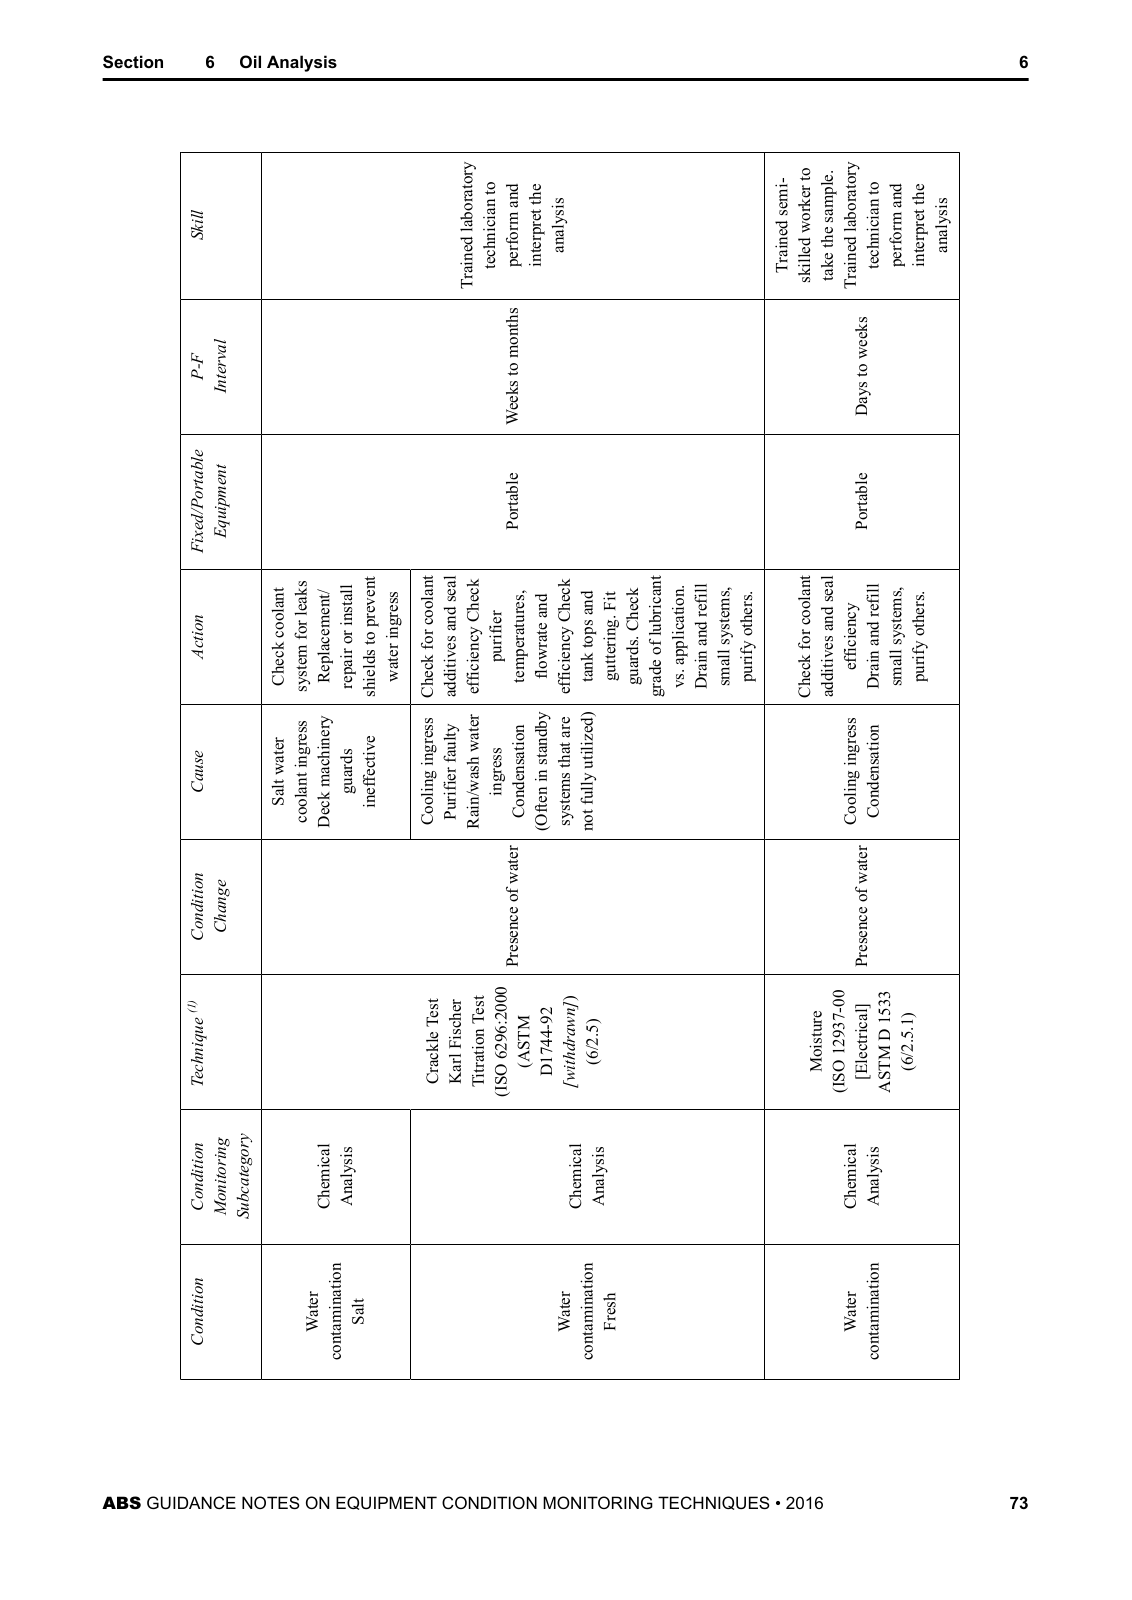 Section 6 Oil Analysis 6
Condition
Condition
Monitoring
Subcategory
Technique (1)
Condition
Change
Cause
Action
Fixed/Portable
Equipment
P-F
Interval
Skill
Water
contamination
Salt
Chemical
Analysis
Crackle Test
Karl Fischer
Titration Test
(ISO 6296:2000
(ASTM
D1744-92
[withdrawn])
(6/2.5)
Presence of water
Salt water
coolant ingress
Deck machinery
guards
ineffective
Check coolant
system for leaks
Replacement/
repair or install
shields to prevent
water ingress
Portable
Weeks to months
Trained laboratory
technician to
perform and
interpret the
analysis
Water
contamination
Fresh
Chemical
Analysis
Cooling ingress
Purifier faulty
Rain/wash water
ingress
Condensation
(Often in standby
systems that are
not fully utilized)
Check for coolant
additives and seal
efficiency Check
purifier
temperatures,
flowrate and
efficiency Check
tank tops and
guttering. Fit
guards. Check
grade of lubricant
vs. application.
Drain and refill
small systems,
purify others.
Water
contamination
Chemical
Analysis
Moisture
(ISO 12937-00
[Electrical]
ASTM D 1533
(6/2.5.1)
Presence of water
Cooling ingress
Condensation
Check for coolant
additives and seal
efficiency
Drain and refill
small systems,
purify others.
Portable
Days to weeks
Trained semi-
skilled worker to
take the sample.
Trained laboratory
technician to
perform and
interpret the
analysis
ABS GUIDANCE NOTES ON EQUIPMENT CONDITION MONITORING TECHNIQUES • 2016 73